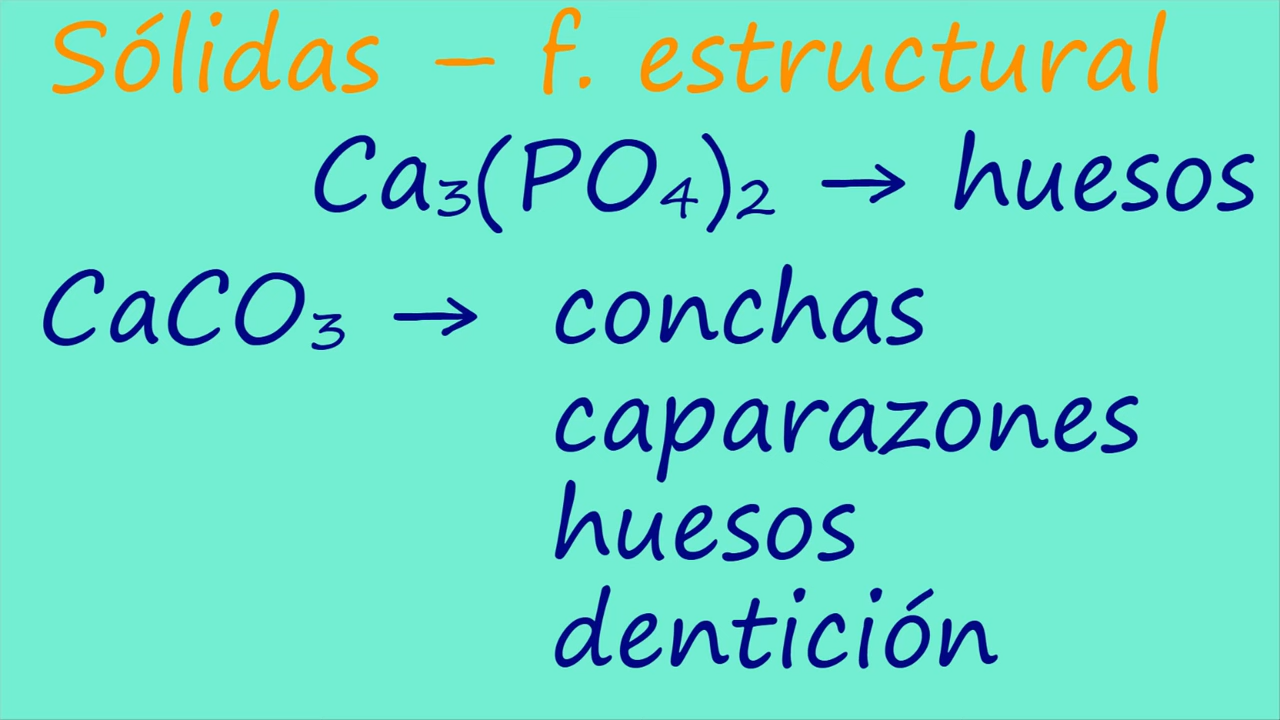 Sólidas – f. estructural
Ca₃(PO₄)₂ → huesos
CaCO₃ → conchas
caparazones
huesos
dentición